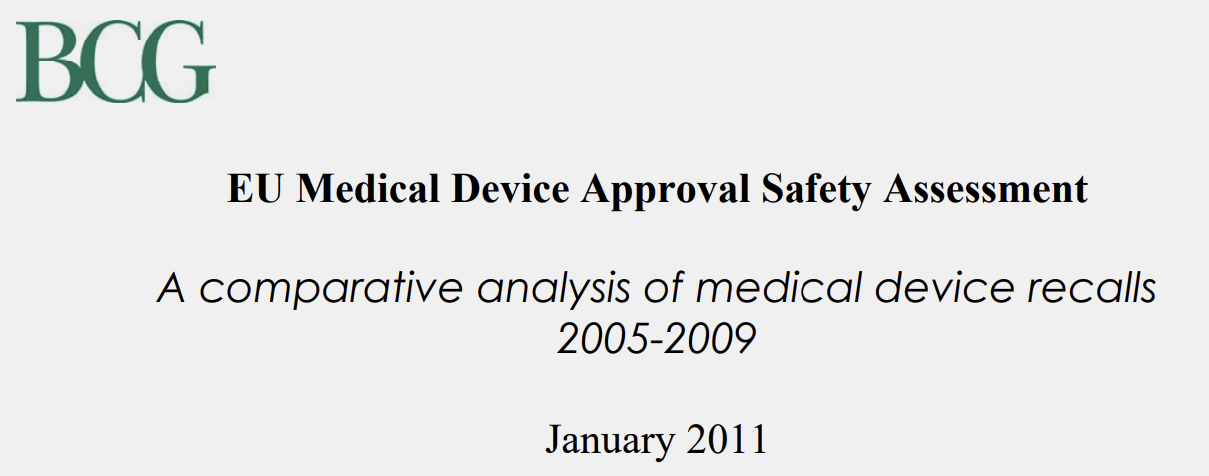 BCG
EU Medical Device Approval Safety Assessment
A comparative analysis of medical device recalls
2005-2009
January 2011